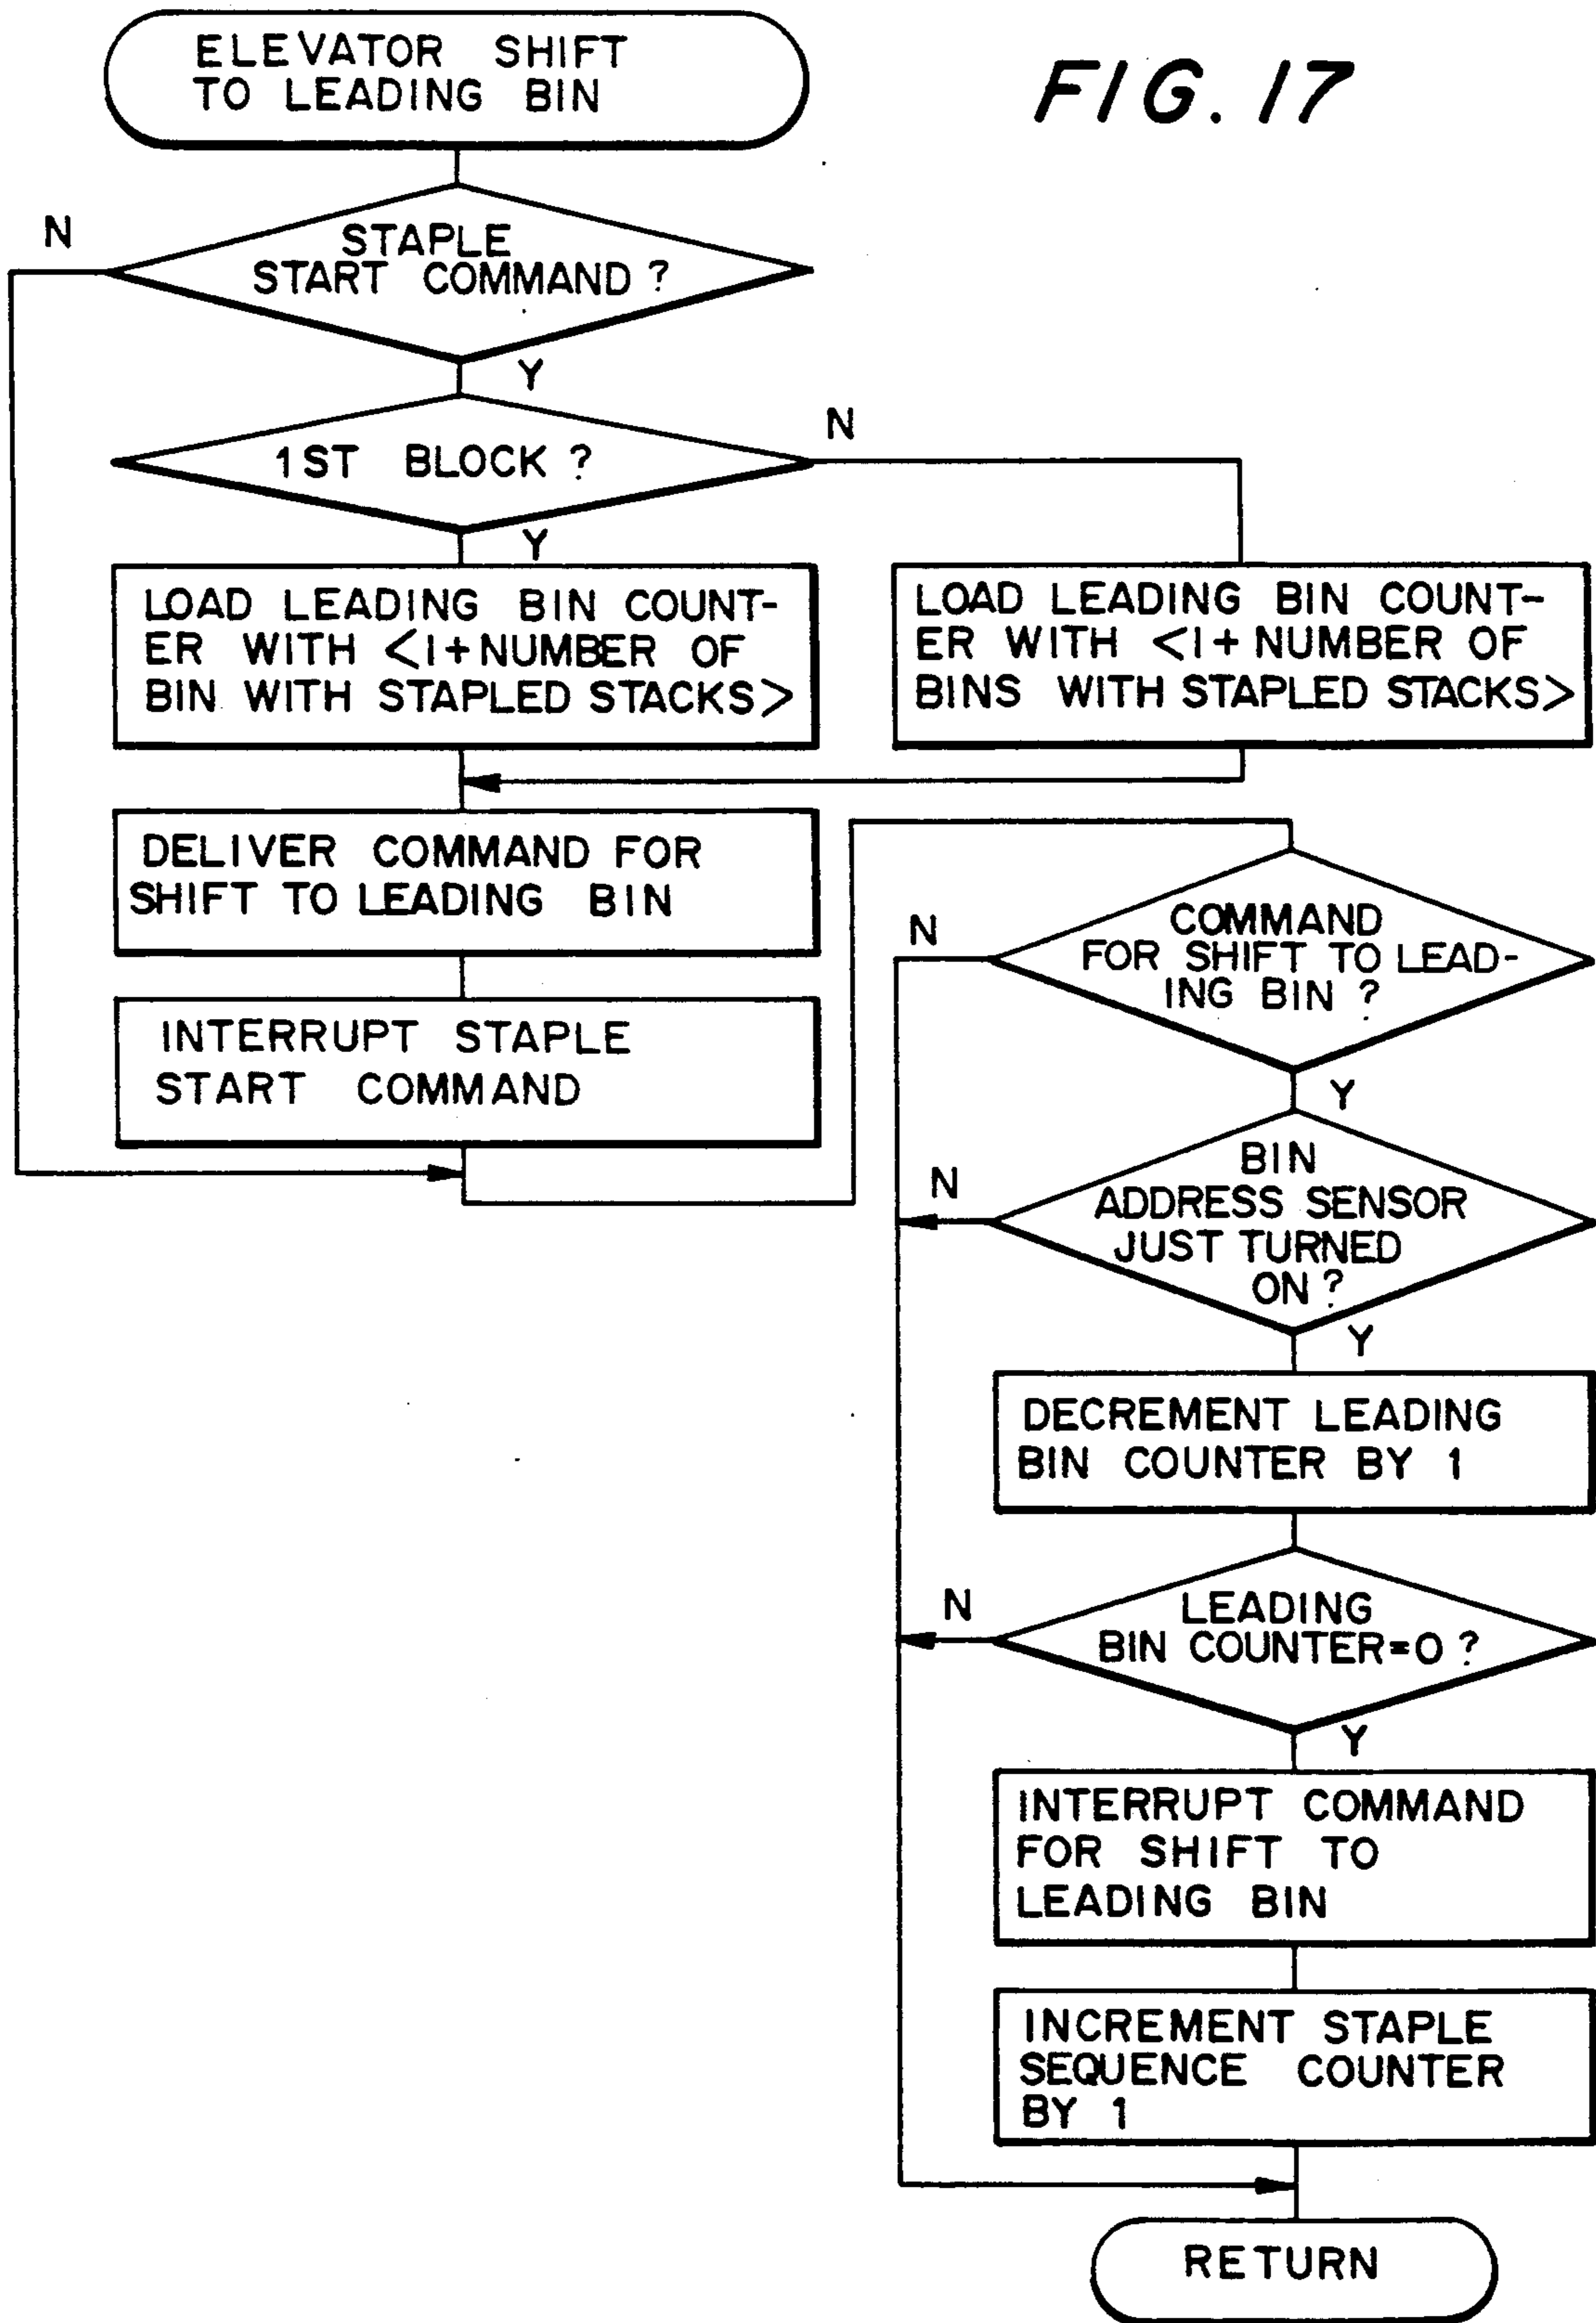 FIG. 17
ELEVATOR SHIFT
TO LEADING BIN
N
STAPLE
START COMMAND ?
Y
N
1ST BLOCK ?
Y
LOAD LEADING BIN COUNT-
ER WITH <1+NUMBER OF
BIN WITH STAPLED STACKS>
LOAD LEADING BIN COUNT-
ER WITH <1+NUMBER OF
BINS WITH STAPLED STACKS>
DELIVER COMMAND FOR
SHIFT TO LEADING BIN
INTERRUPT STAPLE
START COMMAND
N
COMMAND
FOR SHIFT TO LEAD-
ING BIN ?
Y
N
BIN
ADDRESS SENSOR
JUST TURNED
ON ?
Y
DECREMENT LEADING
BIN COUNTER BY 1
N
LEADING
BIN COUNTER=0 ?
Y
INTERRUPT COMMAND
FOR SHIFT TO
LEADING BIN
INCREMENT STAPLE
SEQUENCE COUNTER
BY 1
RETURN